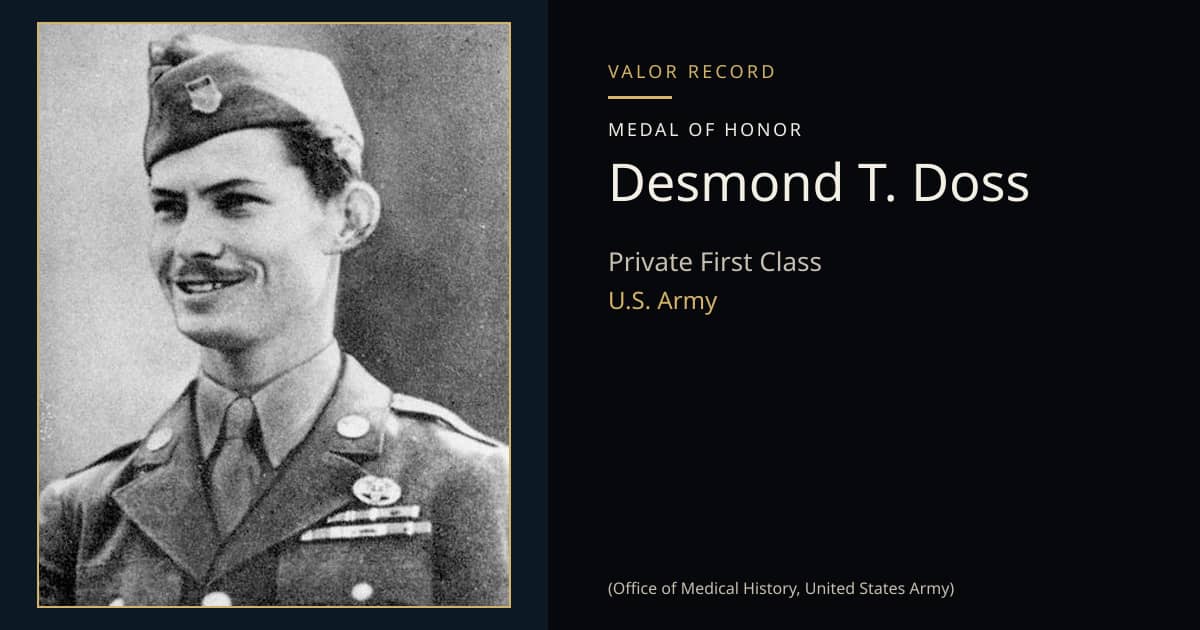 VALOR RECORD
MEDAL OF HONOR
Desmond T. Doss
Private First Class
U.S. Army
(Office of Medical History, United States Army)